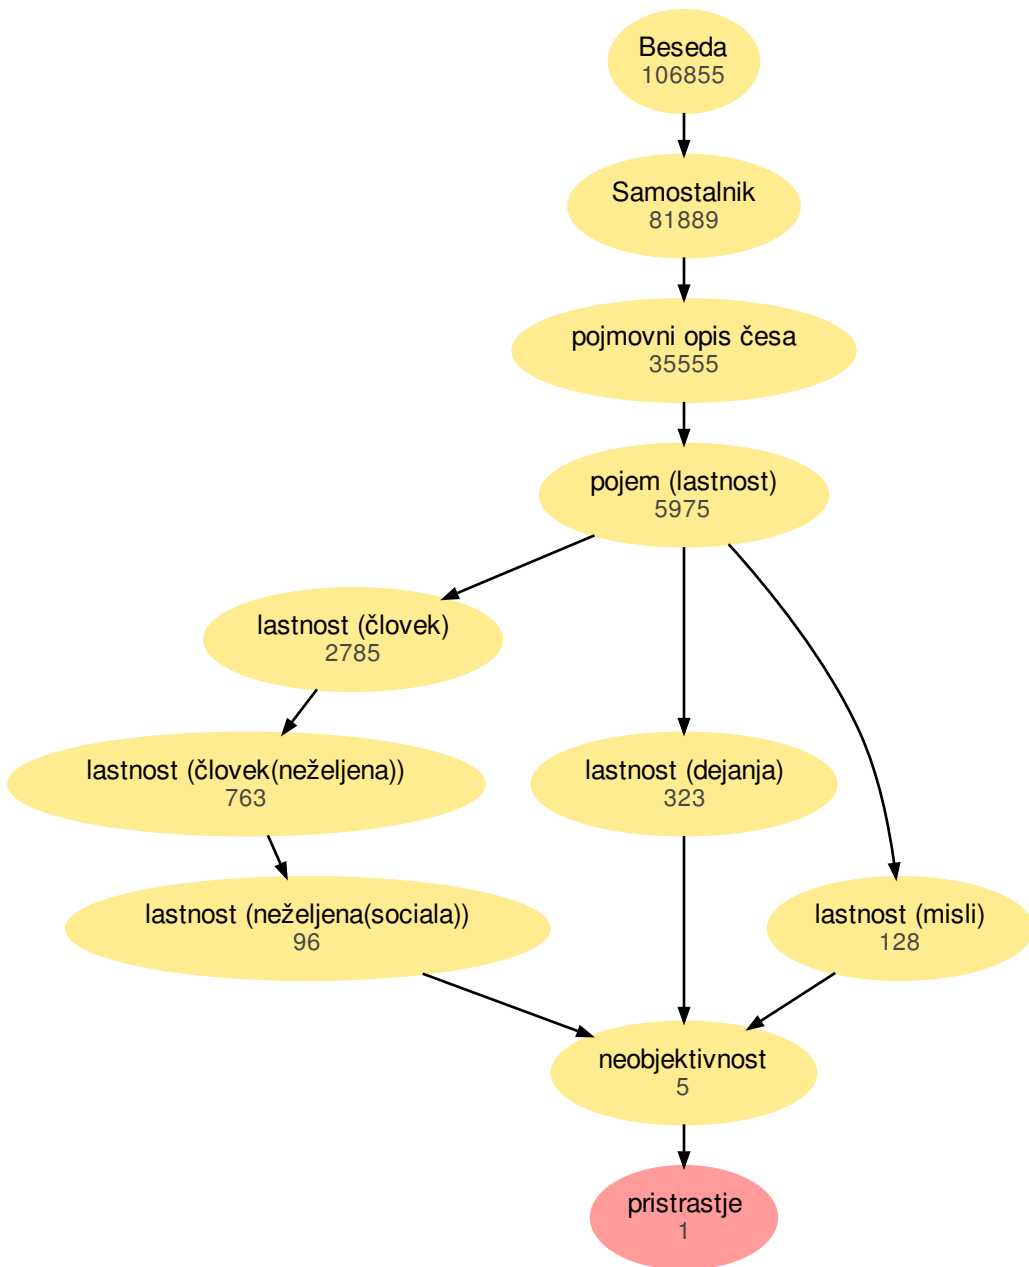 Beseda
106855
Samostalnik
81889
pojmovni opis česa
35555
pojem (lastnost)
5975
lastnost (človek)
2785
lastnost (človek(neželjena))
763
lastnost (dejanja)
323
lastnost (neželjena(sociala))
96
lastnost (misli)
128
neobjektivnost
5
pristrastje
1